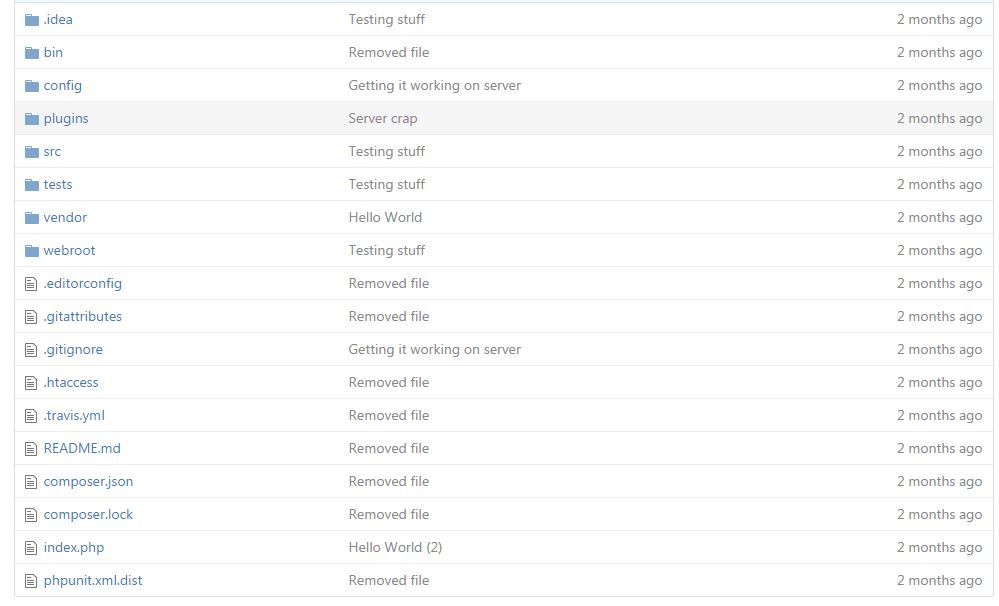 .idea Testing stuff 2 months ago
bin Removed file 2 months ago
config Getting it working on server 2 months ago
plugins Server crap 2 months ago
src Testing stuff 2 months ago
tests Testing stuff 2 months ago
vendor Hello World 2 months ago
webroot Testing stuff 2 months ago
.editorconfig Removed file 2 months ago
.gitattributes Removed file 2 months ago
.gitignore Getting it working on server 2 months ago
.htaccess Removed file 2 months ago
.travis.yml Removed file 2 months ago
README.md Removed file 2 months ago
composer.json Removed file 2 months ago
composer.lock Removed file 2 months ago
index.php Hello World (2) 2 months ago
phpunit.xml.dist Removed file 2 months ago